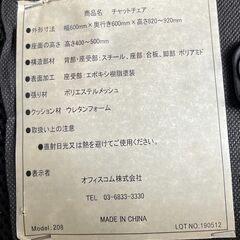 商品名 チャットチェア
●外形寸法 幅600mm×奥行き600mm×高さ820~920mm
●座面の高さ 高さ400~500mm
●構造部材 背部・座受部:スチール、座部:合板、脚部 ポリアミド
●表面加工 座受部:エポキシ樹脂塗装
●張り材 ポリエステルメッシュ
●クッション材 ウレタンフォーム
●取扱い上の注意
●直射日光又は熱を避けてください。
●表示者
オフィスコム株式会社
TEL 03-6833-3330
MADE IN CHINA
Model: 208
LOT NO.190512